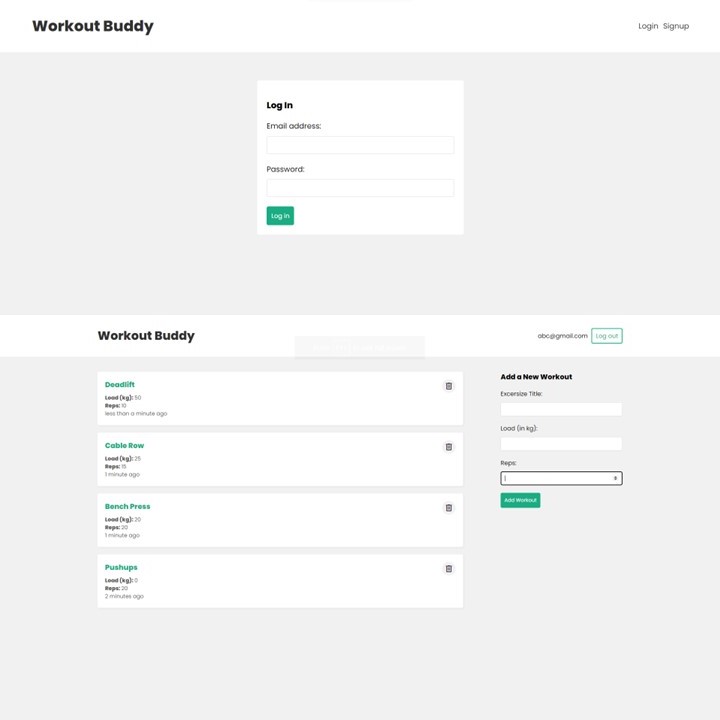 Workout Buddy
Login Signup
Log In
Email address:
Password:
Log in
Workout Buddy
abc@gmail.com Log out
Deadlift
Load (kg): 50
Reps: 10
less than a minute ago
Cable Row
Load (kg): 25
Reps: 15
1 minute ago
Bench Press
Load (kg): 20
Reps: 20
1 minute ago
Pushups
Load (kg): 0
Reps: 20
2 minutes ago
Add a New Workout
Excersize Title:
Load (in kg):
Reps:
Add Workout